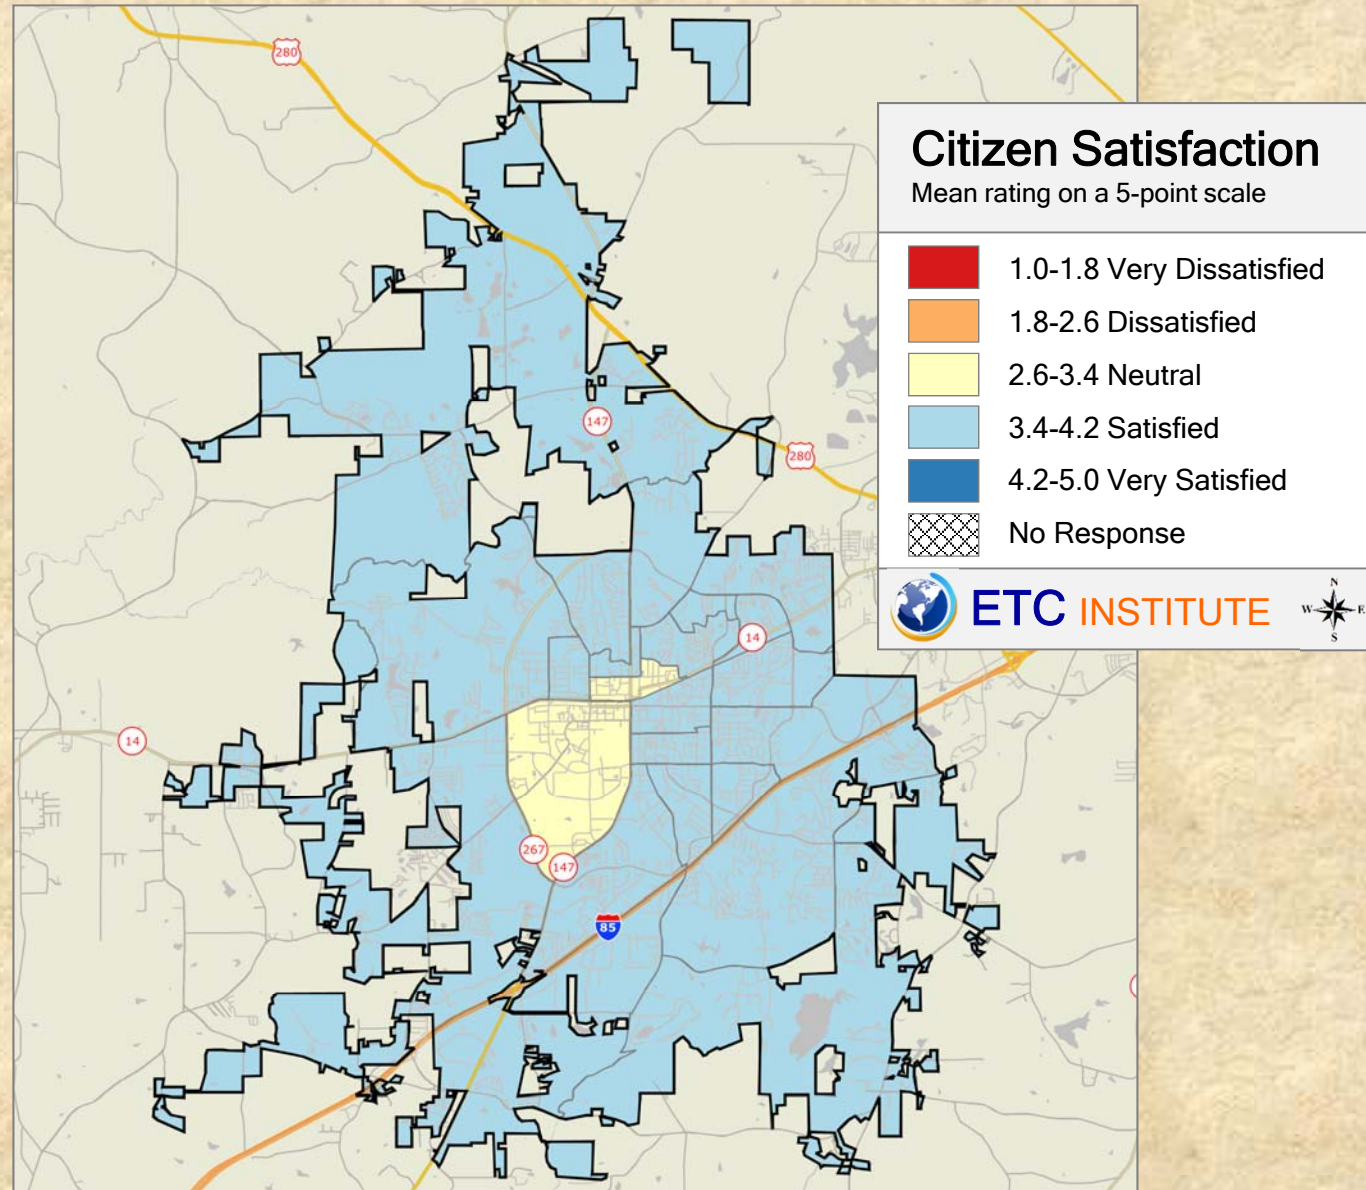 280
Citizen Satisfaction
Mean rating on a 5-point scale
1.0-1.8 Very Dissatisfied
1.8-2.6 Dissatisfied
2.6-3.4 Neutral
3.4-4.2 Satisfied
4.2-5.0 Very Satisfied
No Response
ETC INSTITUTE
N
W E
S
147
280
14
14
267
147
85